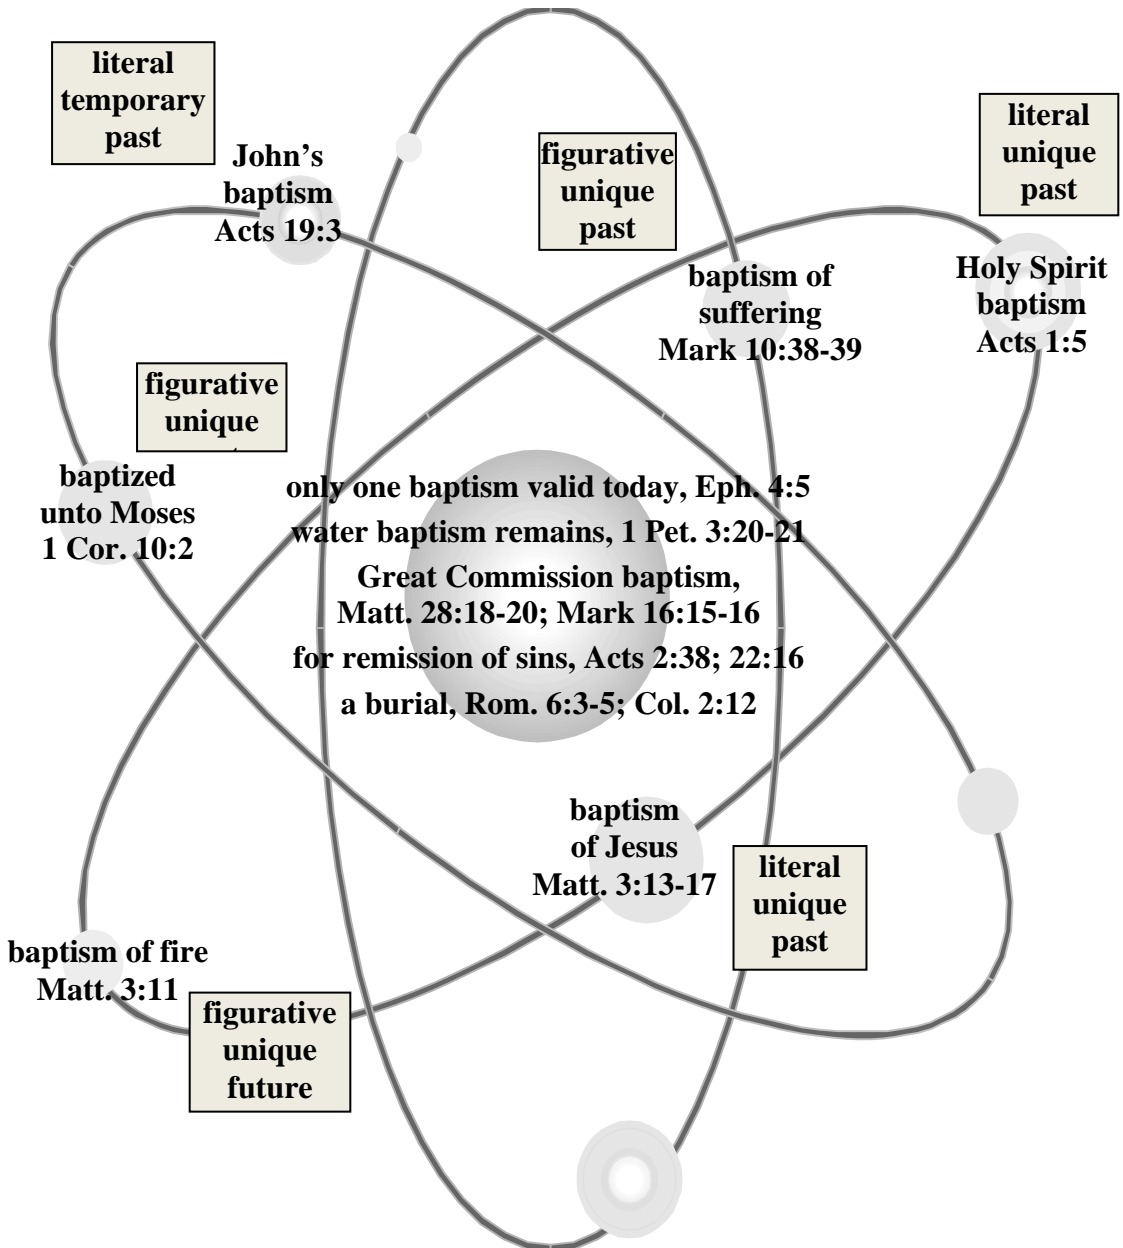 literal
temporary
past
John's
baptism
Acts 19:3
figurative
unique
past
literal
unique
past
baptism of
suffering
Mark 10:38-39
Holy Spirit
baptism
Acts 1:5
figurative
unique
baptized
unto Moses
1 Cor. 10:2
only one baptism valid today, Eph. 4:5
water baptism remains, 1 Pet. 3:20-21
Great Commission baptism,
Matt. 28:18-20; Mark 16:15-16
for remission of sins, Acts 2:38; 22:16
a burial, Rom. 6:3-5; Col. 2:12
baptism
of Jesus
Matt. 3:13-17
literal
unique
past
baptism of fire
Matt. 3:11
figurative
unique
future